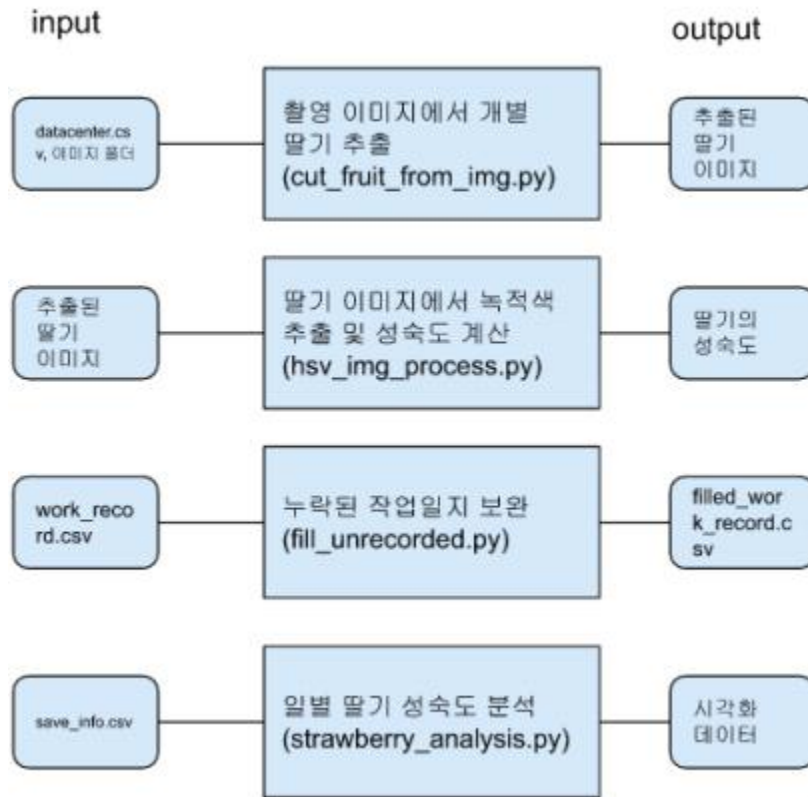 input
output
datacenter.cs
v, 이미지 폴더
촬영 이미지에서 개별
딸기 추출
(cut_fruit_from_img.py)
추출된
딸기
이미지
추출된
딸기
이미지
딸기 이미지에서 녹적색
추출 및 성숙도 계산
(hsv_img_process.py)
딸기의
성숙도
work_reco
rd.csv
누락된 작업일지 보완
(fill_unrecorded.py)
filled_wor
k_record.c
sv
save_info.csv
일별 딸기 성숙도 분석
(strawberry_analysis.py)
시각화
데이터